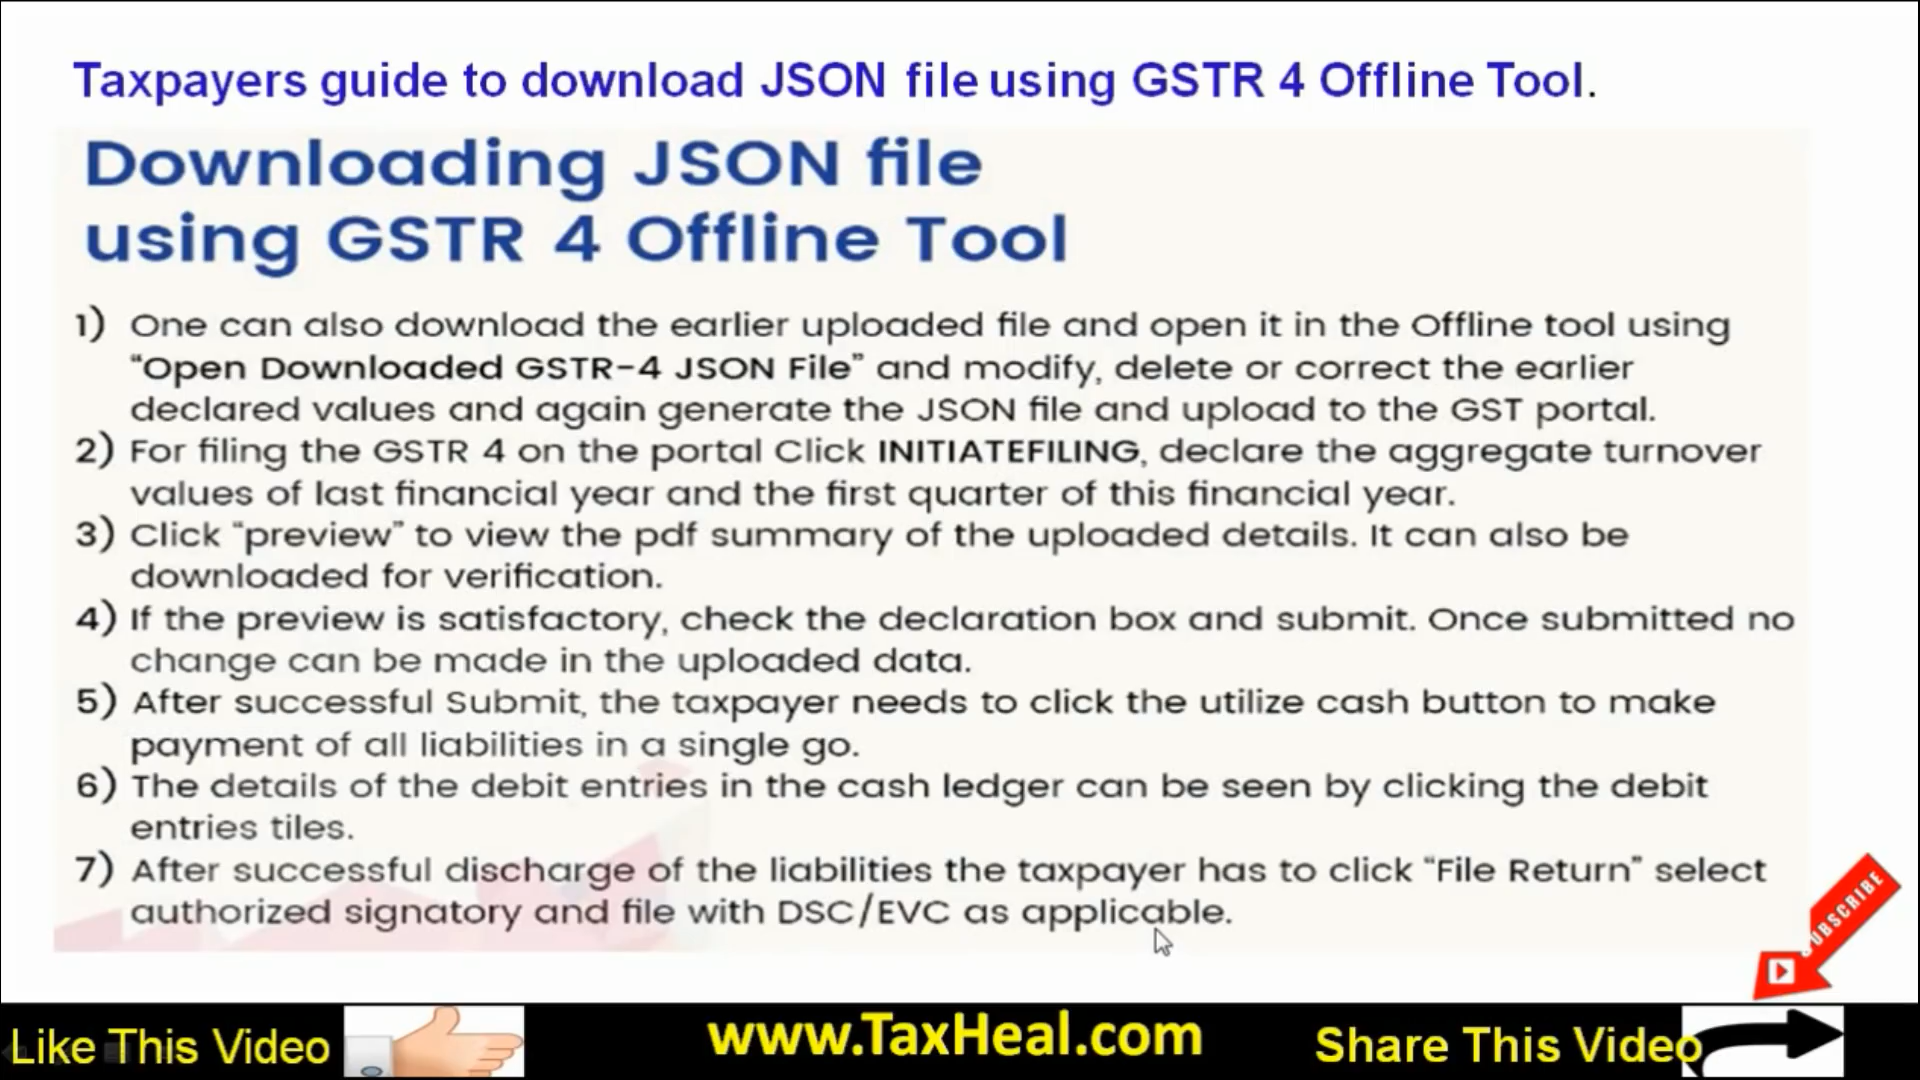 Taxpayers guide to download JSON file using GSTR 4 Offline Tool.
Downloading JSON file
using GSTR 4 Offline Tool
1) One can also download the earlier uploaded file and open it in the Offline tool using
“Open Downloaded GSTR-4 JSON File” and modify, delete or correct the earlier
declared values and again generate the JSON file and upload to the GST portal.
2) For filing the GSTR 4 on the portal Click INITIATEFILING, declare the aggregate turnover
values of last financial year and the first quarter of this financial year.
3) Click “preview” to view the pdf summary of the uploaded details. It can also be
downloaded for verification.
4) If the preview is satisfactory, check the declaration box and submit. Once submitted no
change can be made in the uploaded data.
5) After successful Submit, the taxpayer needs to click the utilize cash button to make
payment of all liabilities in a single go.
6) The details of the debit entries in the cash ledger can be seen by clicking the debit
entries tiles.
7) After successful discharge of the liabilities the taxpayer has to click “File Return” select
authorized signatory and file with DSC/EVC as applicable.
SUBSCRIBE
Like This Video
www.TaxHeal.com
Share This Video